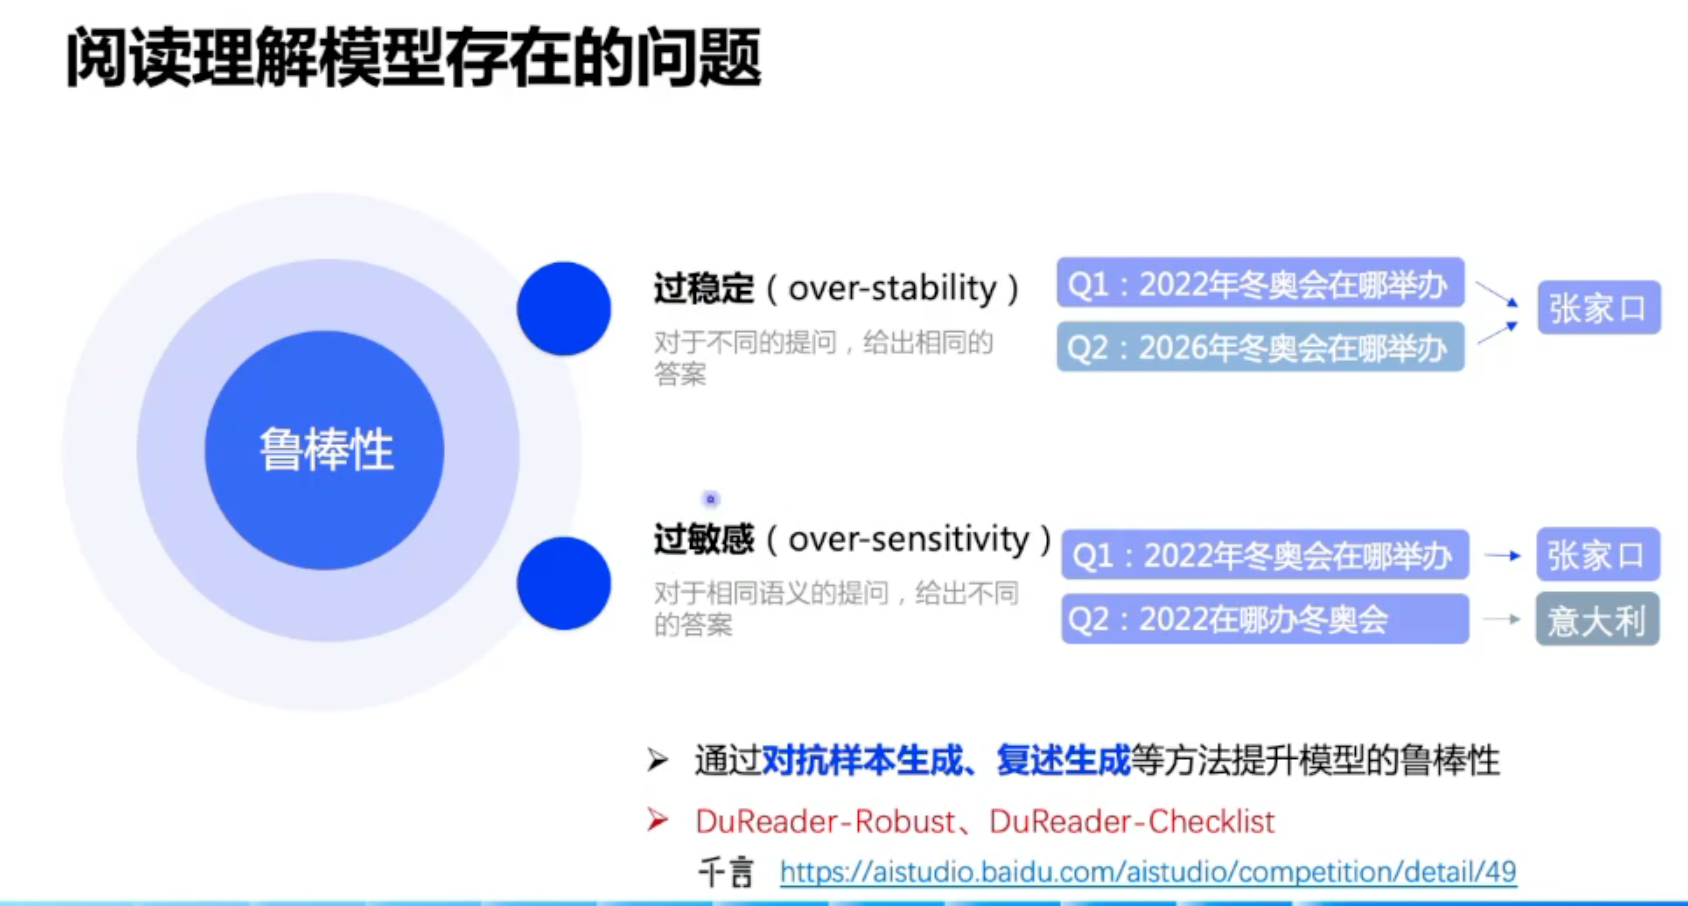 阅读理解模型存在的问题
鲁棒性
过稳定（over-stability）
对于不同的提问，给出相同的
答案
Q1：2022年冬奥会在哪举办
Q2：2026年冬奥会在哪举办
张家口
过敏感（over-sensitivity）
对于相同语义的提问，给出不同
的答案
Q1：2022年冬奥会在哪举办
张家口
Q2：2022在哪办冬奥会
意大利
➢ 通过对抗样本生成、复述生成等方法提升模型的鲁棒性
➢ DuReader-Robust、DuReader-Checklist
千言 https://aistudio.baidu.com/aistudio/competition/detail/49